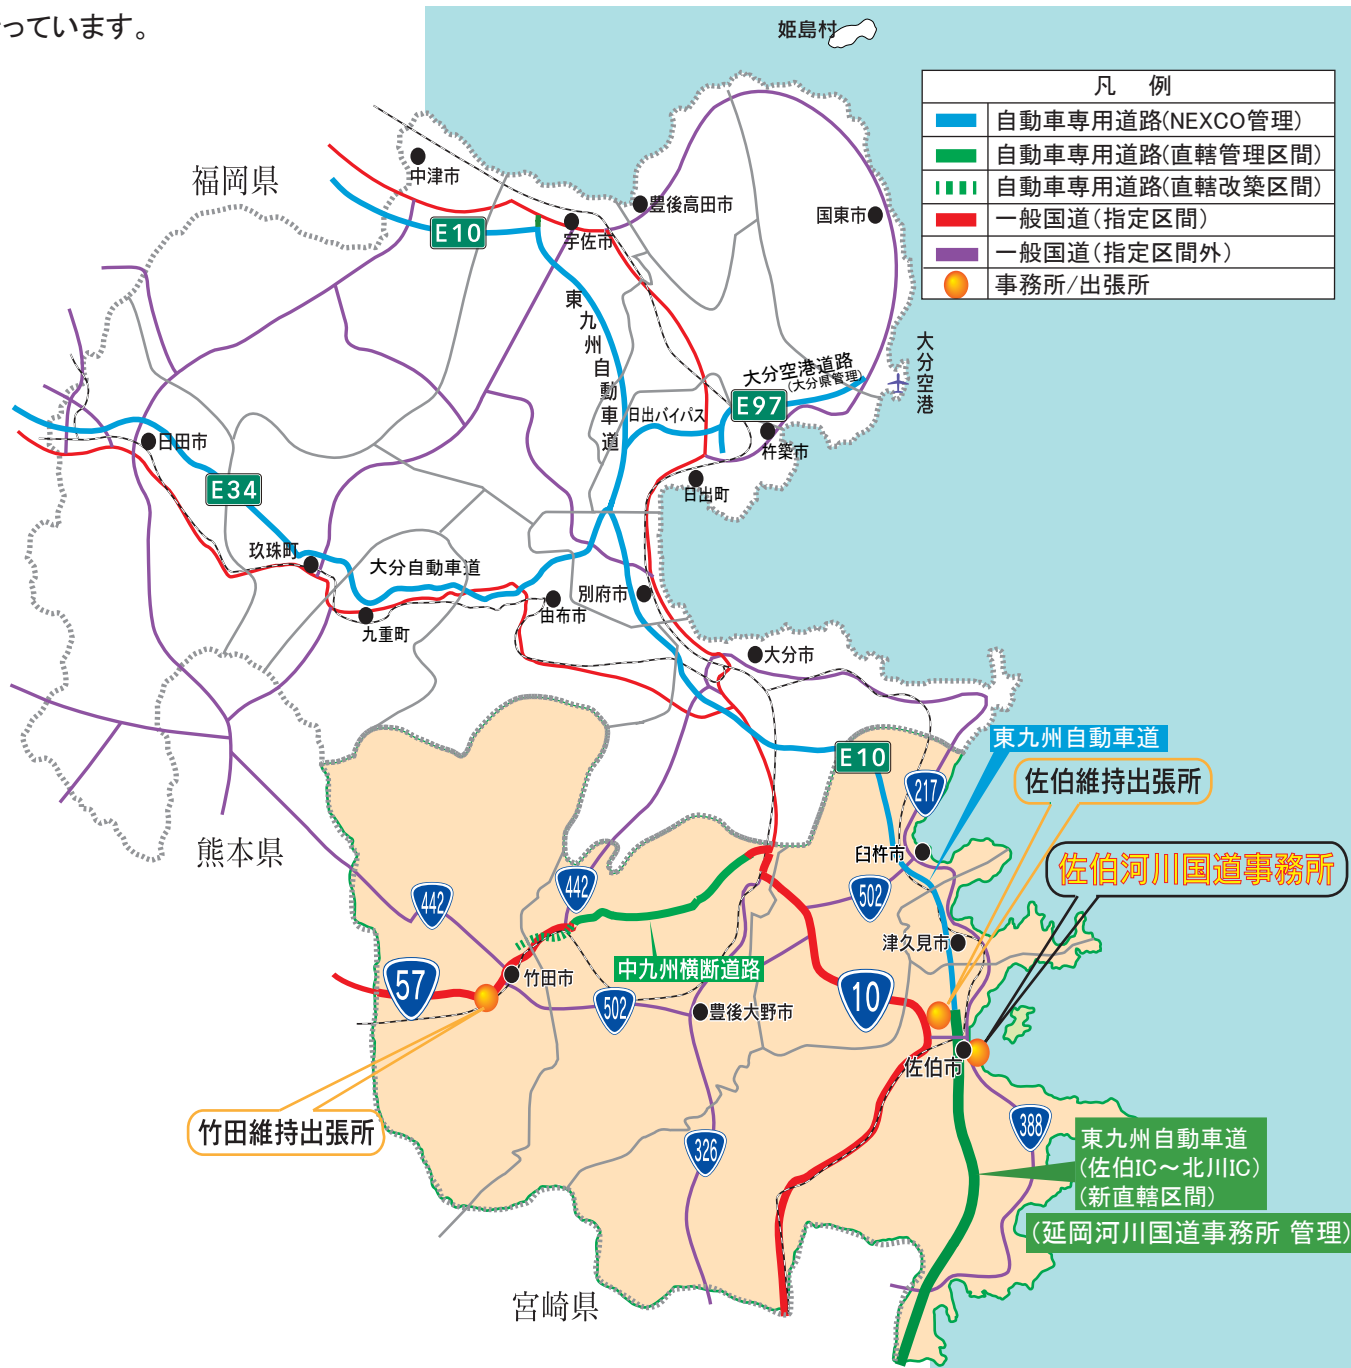 っています。
姫島村
凡 例
自動車専用道路(NEXCO管理)
自動車専用道路(直轄管理区間)
自動車専用道路(直轄改築区間)
一般国道(指定区間)
一般国道(指定区間外)
事務所/出張所
福岡県
中津市
豊後高田市
国東市
E10
宇佐市
東九州自動車道
大分空港
大分空港道路
(大分県管理)
E97
日出バイパス
杵築市
日田市
日出町
E34
玖珠町
大分自動車道
別府市
由布市
九重町
大分市
東九州自動車道
E10
佐伯維持出張所
217
熊本県
臼杵市
佐伯河川国道事務所
442
442
502
津久見市
中九州横断道路
竹田市
57
10
502
豊後大野市
佐伯市
竹田維持出張所
388
326
東九州自動車道
(佐伯IC～北川IC)
(新直轄区間)
(延岡河川国道事務所 管理)
宮崎県